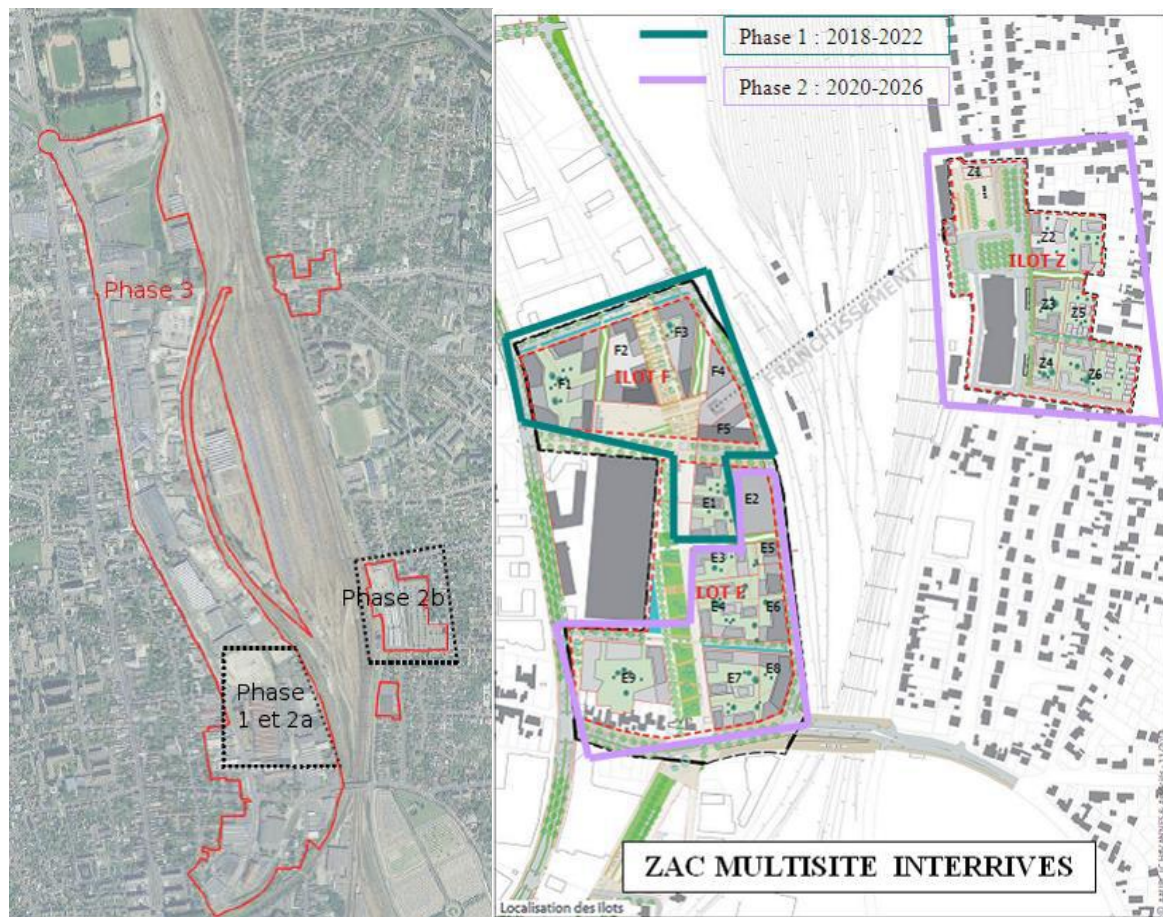 Phase 3
Phase 2b
Phase
1 et 2a
Phase 1 : 2018-2022
Phase 2 : 2020-2026
Z1
Z2
ILOT Z
Z3
Z5
Z4
Z6
FRANCHISSEMENT
F3
F2
ILOT F
F1
F4
F5
E1
E2
E3
E5
ILOT E
E4
E6
E9
E7
E8
ZAC MULTISITE INTERRIVES
Localisation des îlots